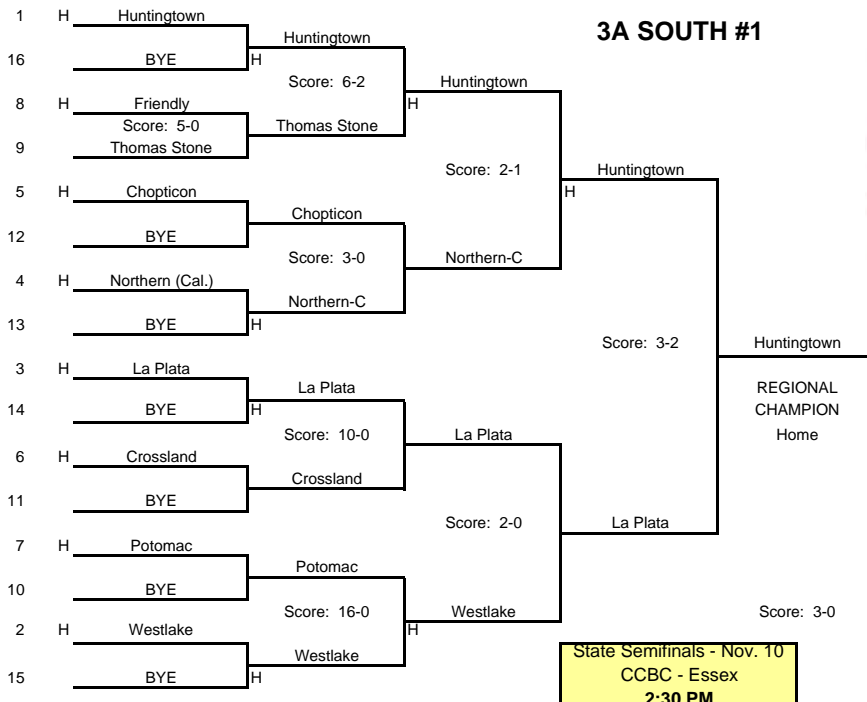 3A SOUTH #1
1 H Huntingtown
Huntingtown
16 BYE H
Score: 6-2
Huntingtown
8 H Friendly
H
Score: 5-0
Thomas Stone
9 Thomas Stone
Score: 2-1
Huntingtown
5 H Chopticon
H
Chopticon
12 BYE
Score: 3-0
Northern-C
4 H Northern (Cal.)
Northern-C
13 BYE H
Score: 3-2
Huntingtown
3 H La Plata
La Plata
REGIONAL
CHAMPION
Home
14 BYE H
Score: 10-0
La Plata
6 H Crossland
Crossland
11 BYE
Score: 2-0
La Plata
7 H Potomac
Potomac
10 BYE
Score: 16-0
Westlake
Score: 3-0
2 H Westlake
H
Westlake
15 BYE H
State Semifinals - Nov. 10
CCBC - Essex
2:30 PM